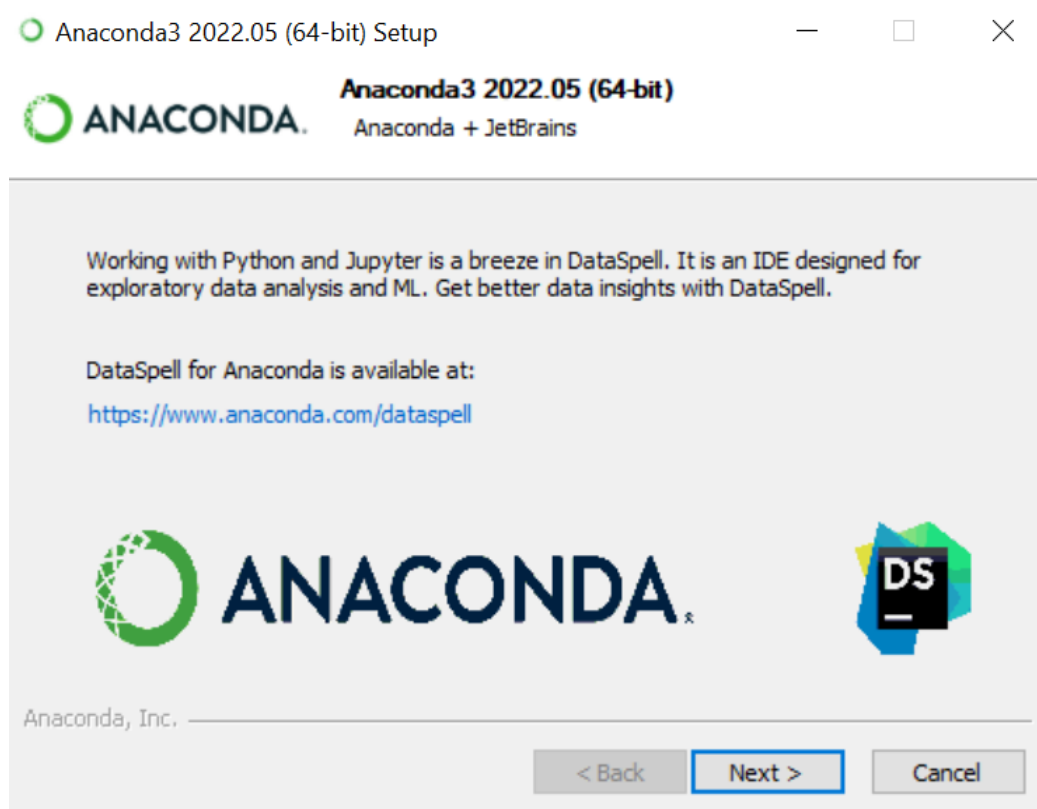 Anaconda3 2022.05 (64-bit) Setup
ANACONDA.
Anaconda3 2022.05 (64-bit)
Anaconda + JetBrains
Working with Python and Jupyter is a breeze in DataSpell. It is an IDE designed for
exploratory data analysis and ML. Get better data insights with DataSpell.
DataSpell for Anaconda is available at:
https://www.anaconda.com/dataspell
ANACONDA.
DS
Anaconda, Inc.
< Back
Next >
Cancel